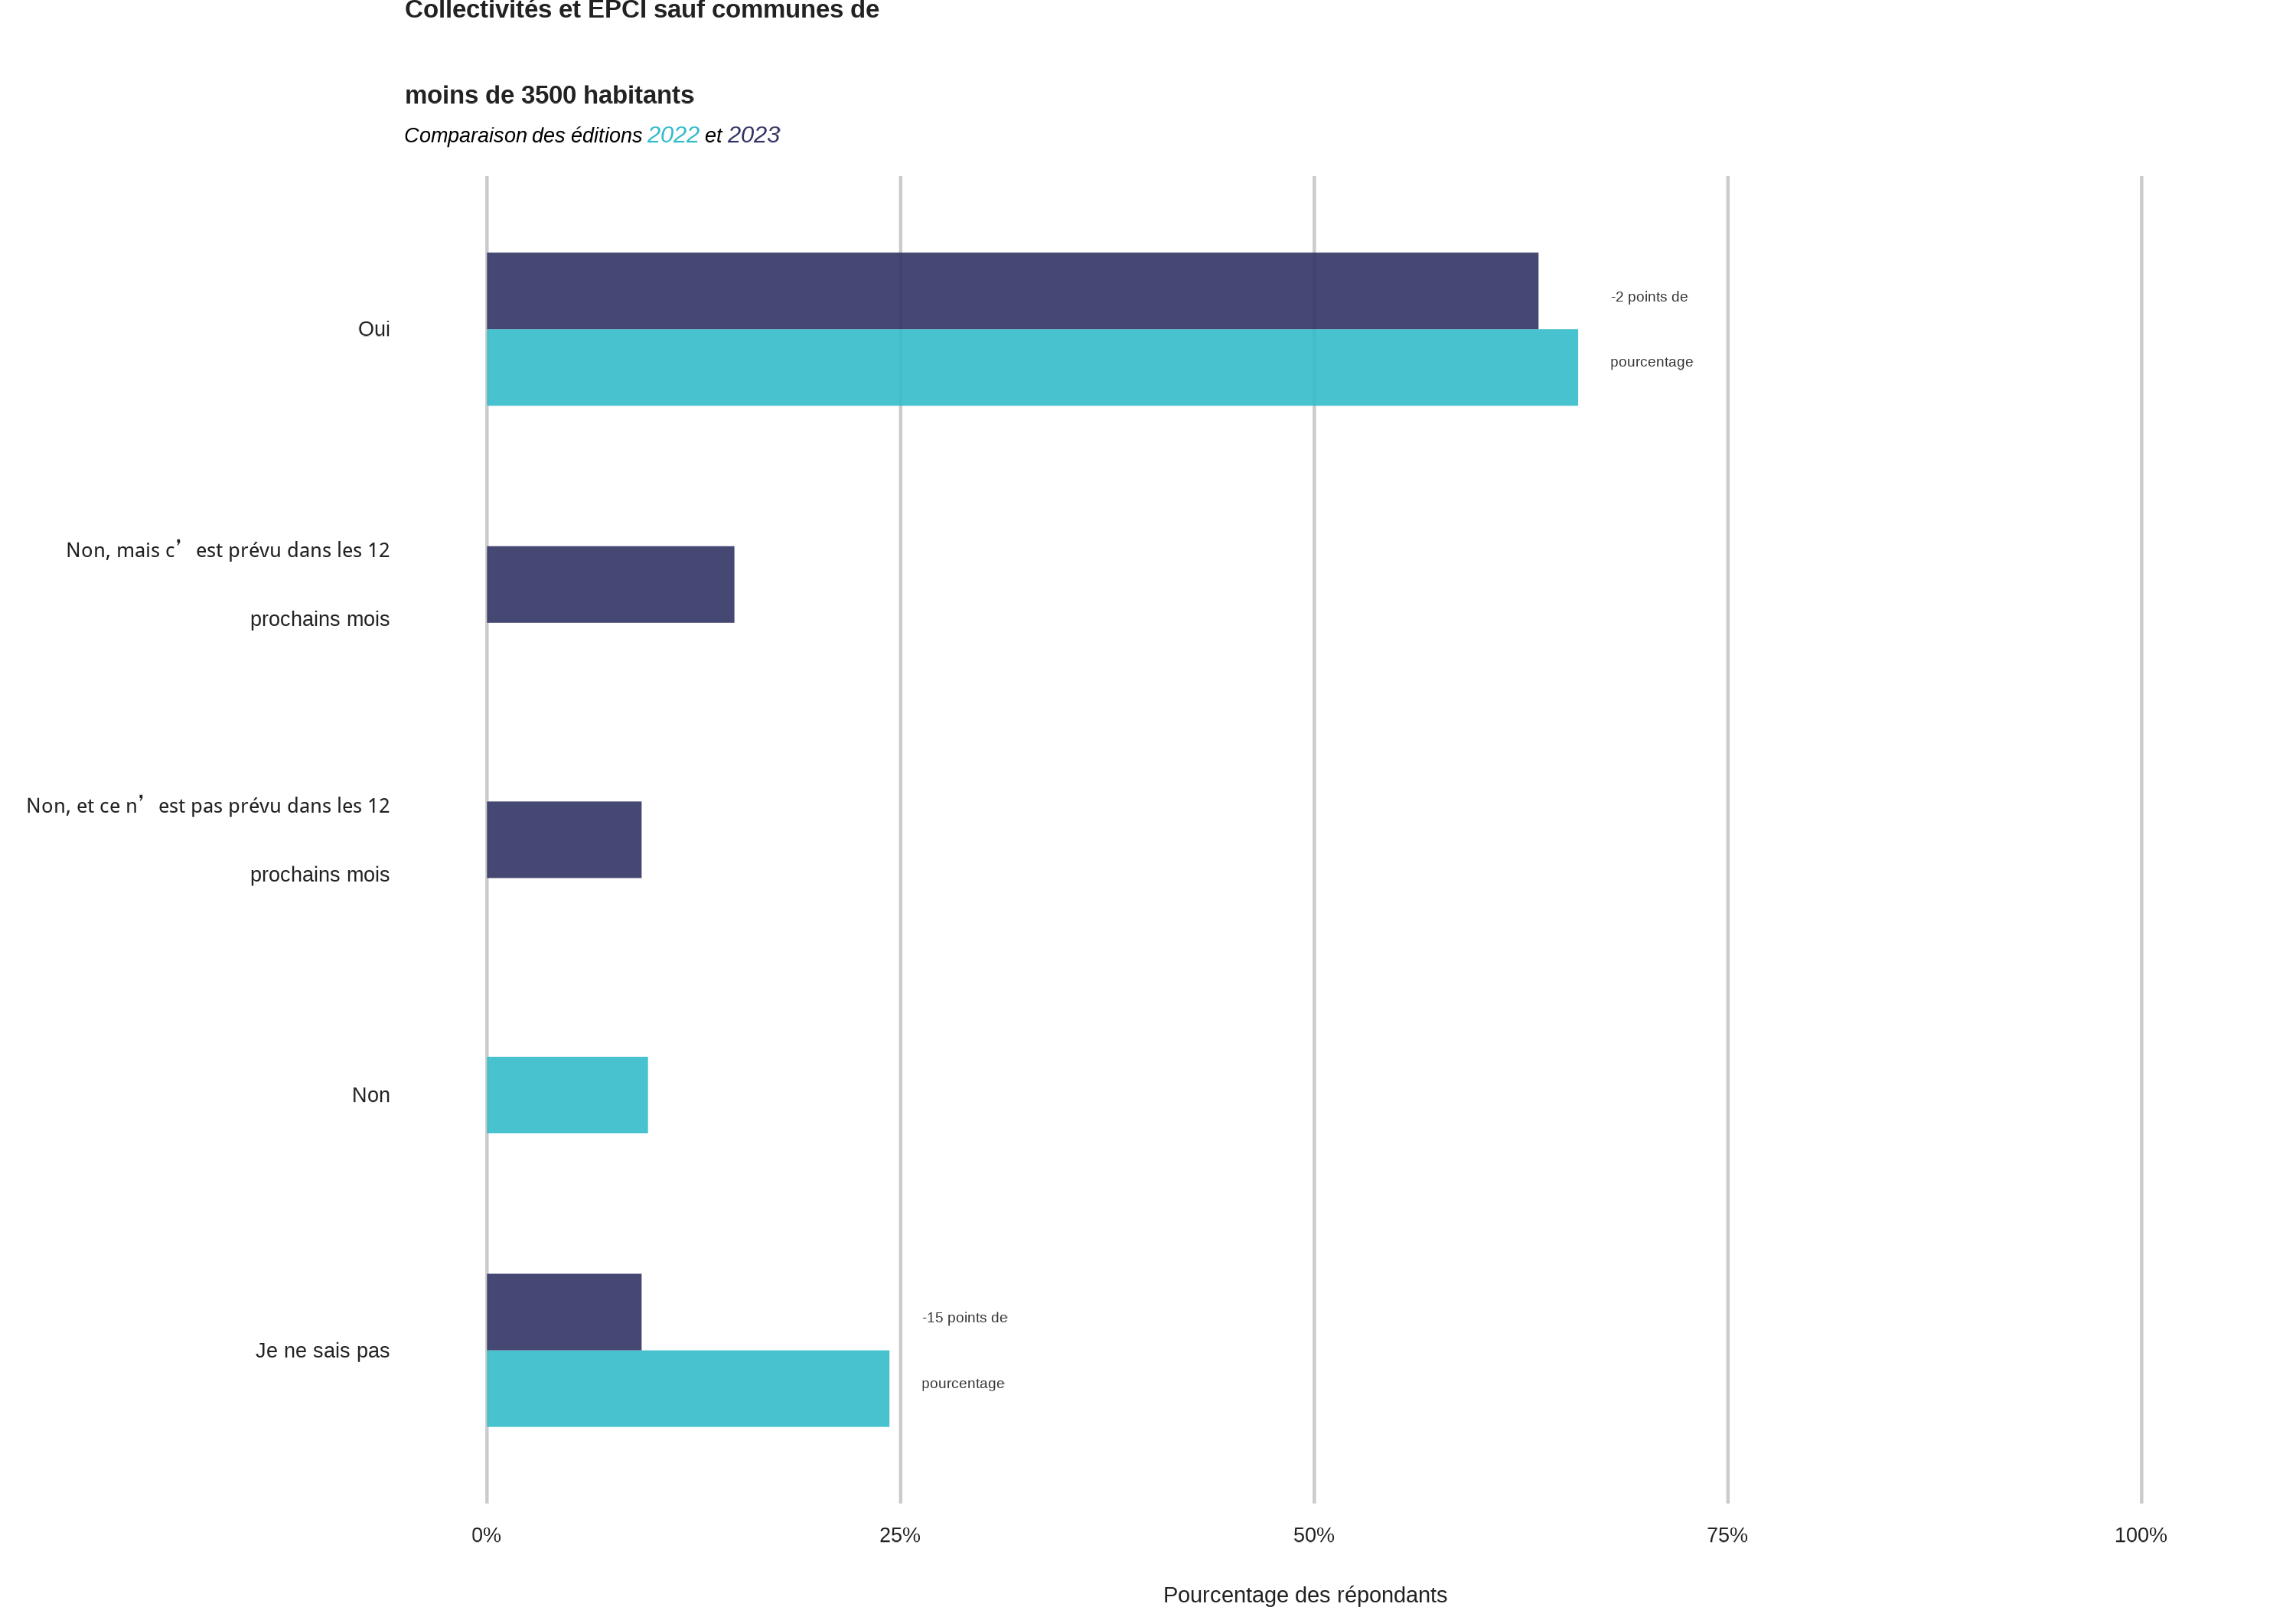 Collectivités et EPCI sauf communes de
moins de 3500 habitants
Comparaison des éditions 2022 et 2023
Oui
-2 points de
pourcentage
Non, mais c’est prévu dans les 12
prochains mois
Non, et ce n’est pas prévu dans les 12
prochains mois
Non
Je ne sais pas
-15 points de
pourcentage
0% 25% 50% 75% 100%
Pourcentage des répondants